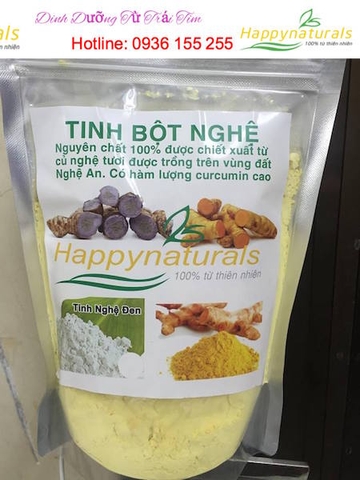 Dinh Dưỡng Từ Trái Tim
Hotline: 0936 155 255
Happynaturals
100% từ thiên nhiên
TINH BỘT NGHỆ
Nguyên chất 100% được chiết xuất từ
củ nghệ tươi được trồng trên vùng đất
Nghệ An. Có hàm lượng curcumin cao
Happynaturals
100% từ thiên nhiên
Tinh Nghệ Đen